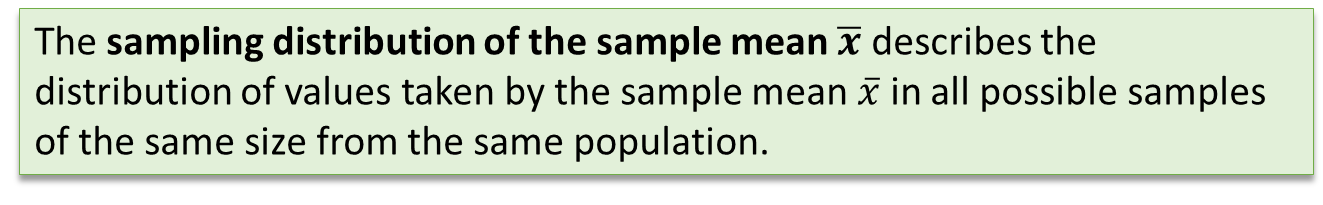 The sampling distribution of the sample mean x̅ describes the
distribution of values taken by the sample mean x̅ in all possible samples
of the same size from the same population.